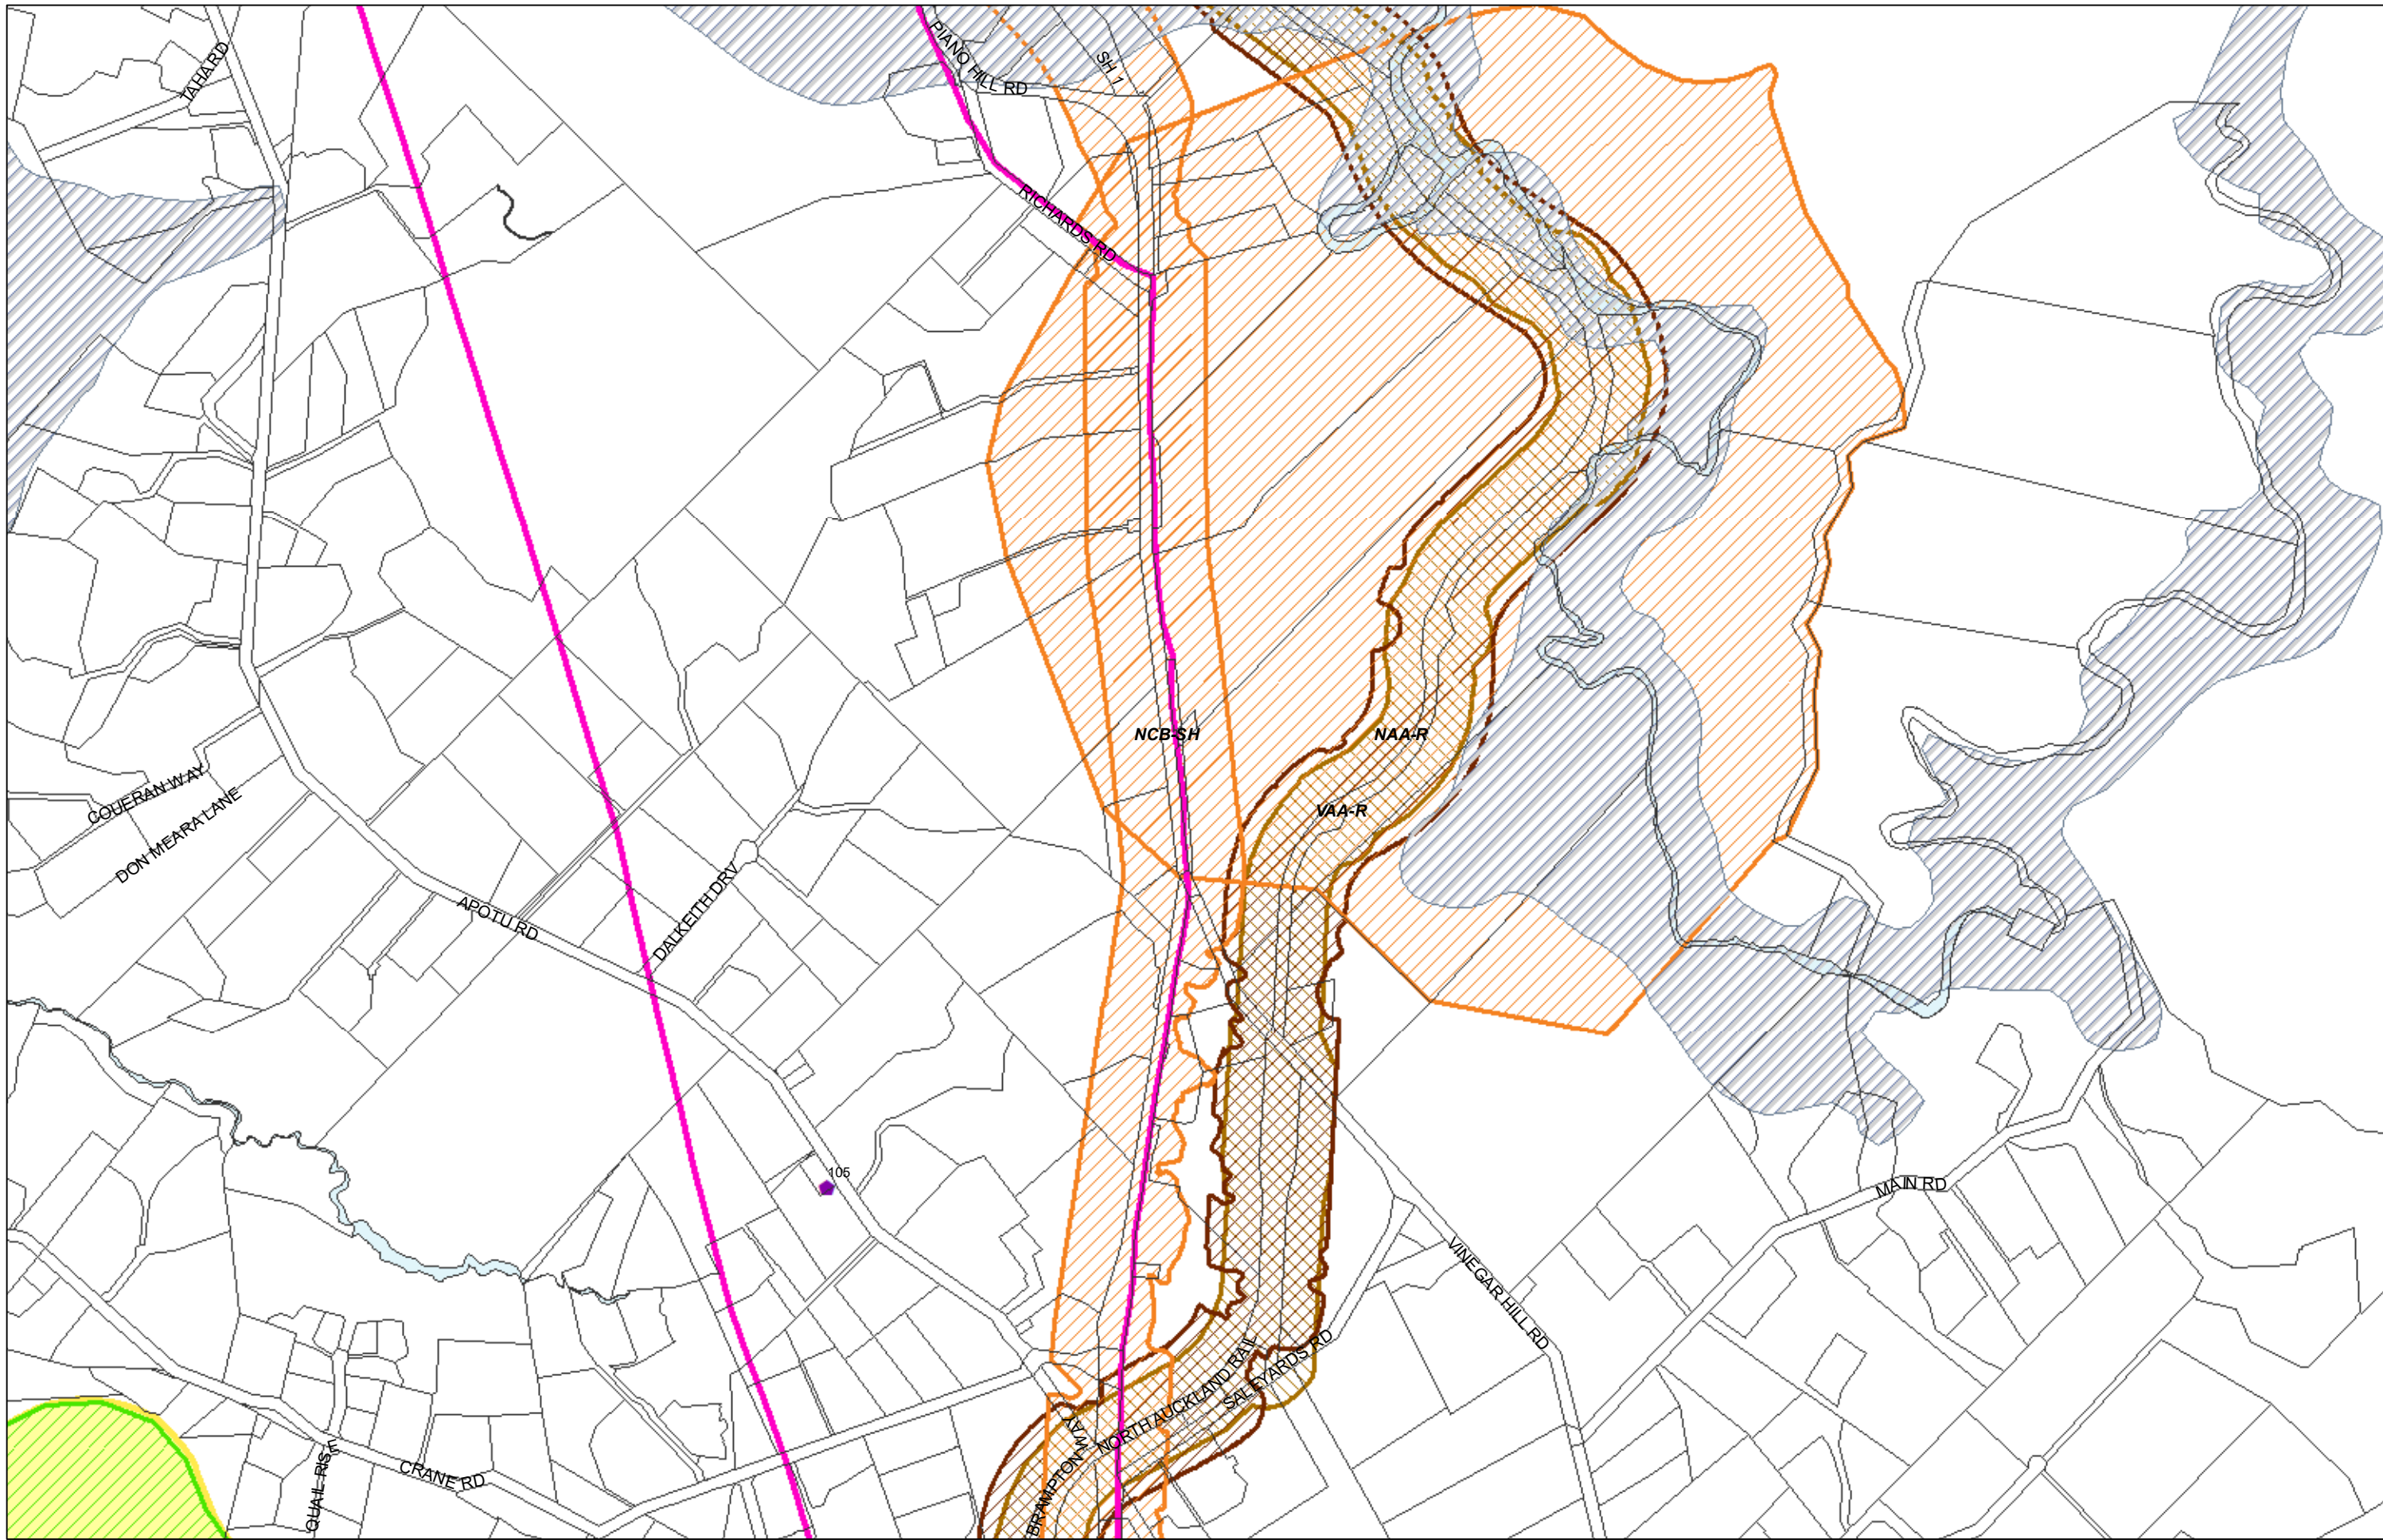 PIANO HILL RD
SH 1
TAHA RD
RICHARDS RD
NCB-SH
NAA-R
COUERAN WAY
DON MEARA LANE
VAA-R
APOTU RD
DALKEITH DRV
105
MAIN RD
VINEGAR HILL RD
NORTH AUCKLAND RAIL
SALEYARDS RD
BRAMPTON WAY
QUAIL RISE
CRANE RD